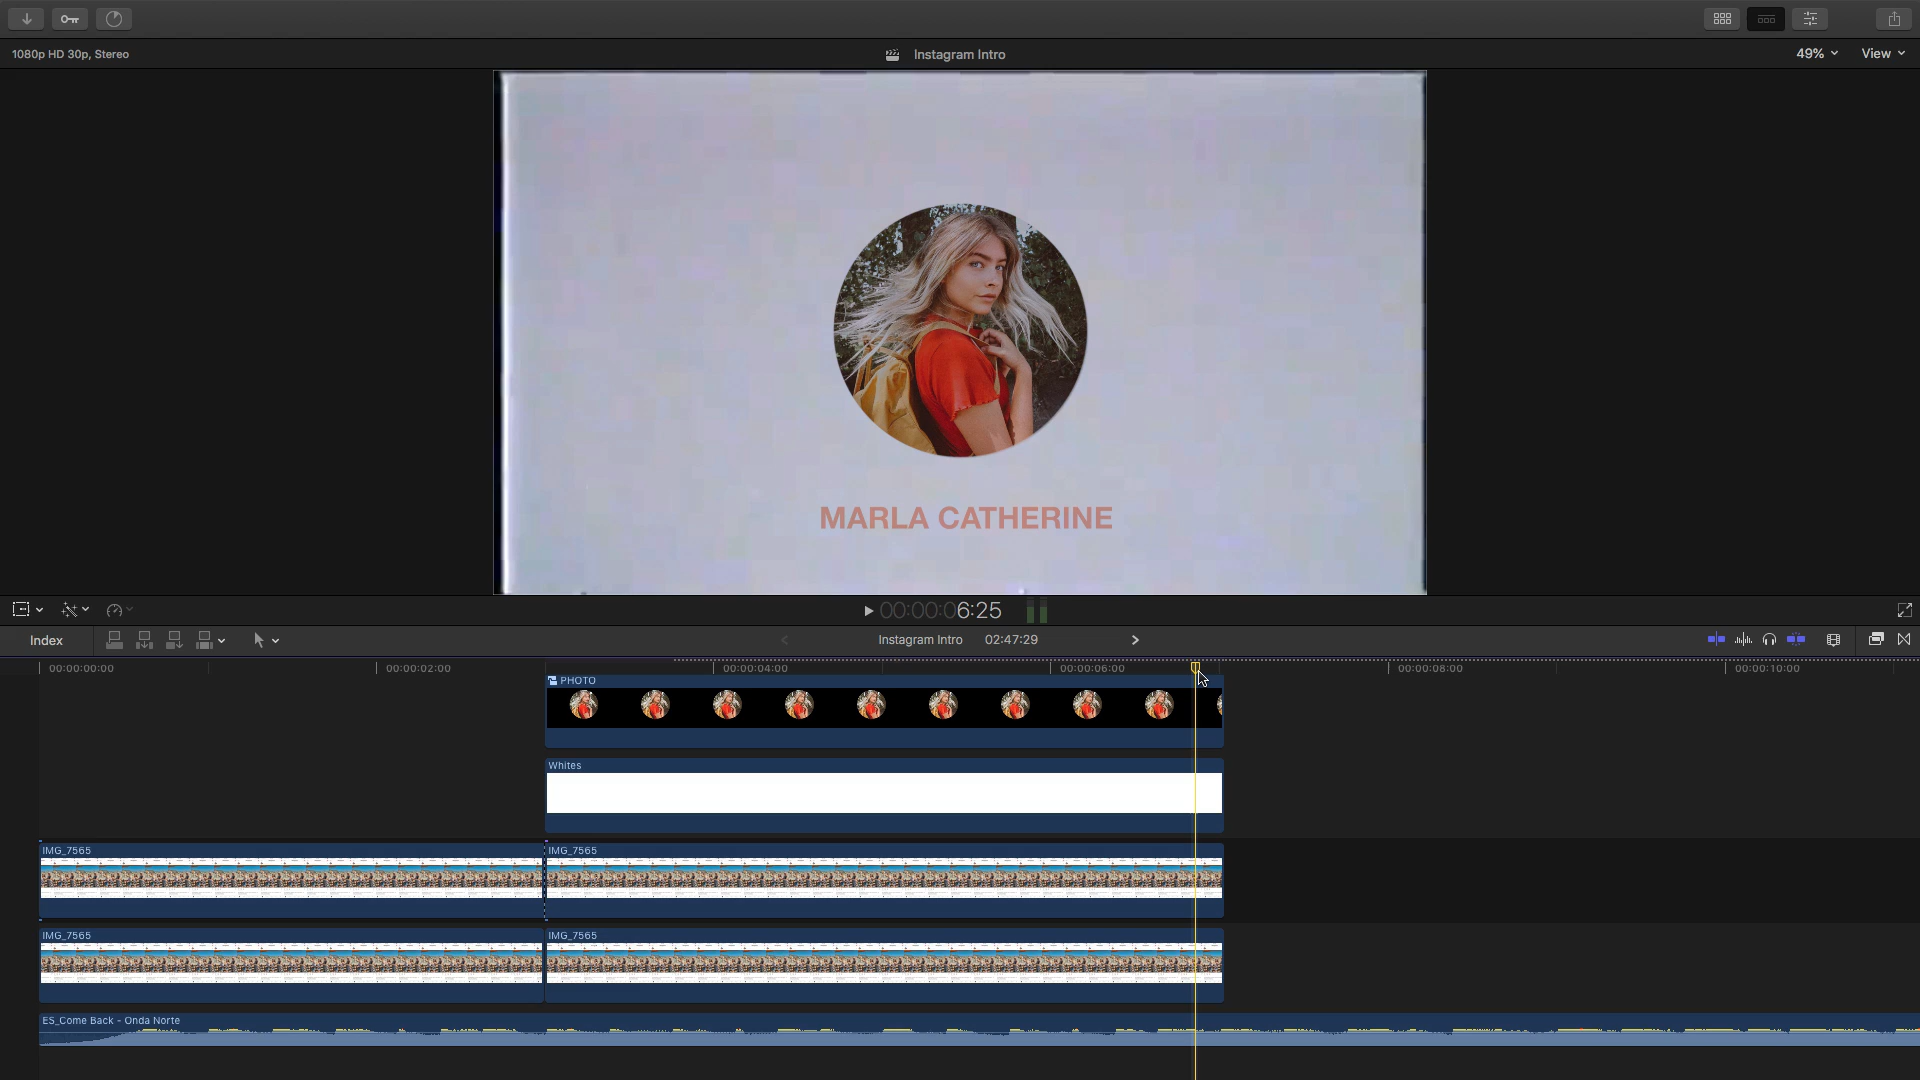 1080p HD 30p, Stereo
Instagram Intro
49%
View
MARLA CATHERINE
00:00:06:25
Index
Instagram Intro
02:47:29
00:00:00:00
00:00:02:00
00:00:04:00
00:00:06:00
00:00:08:00
00:00:10:00
PHOTO
Whites
IMG_7565
IMG_7565
IMG_7565
IMG_7565
ES_Come Back - Onda Norte